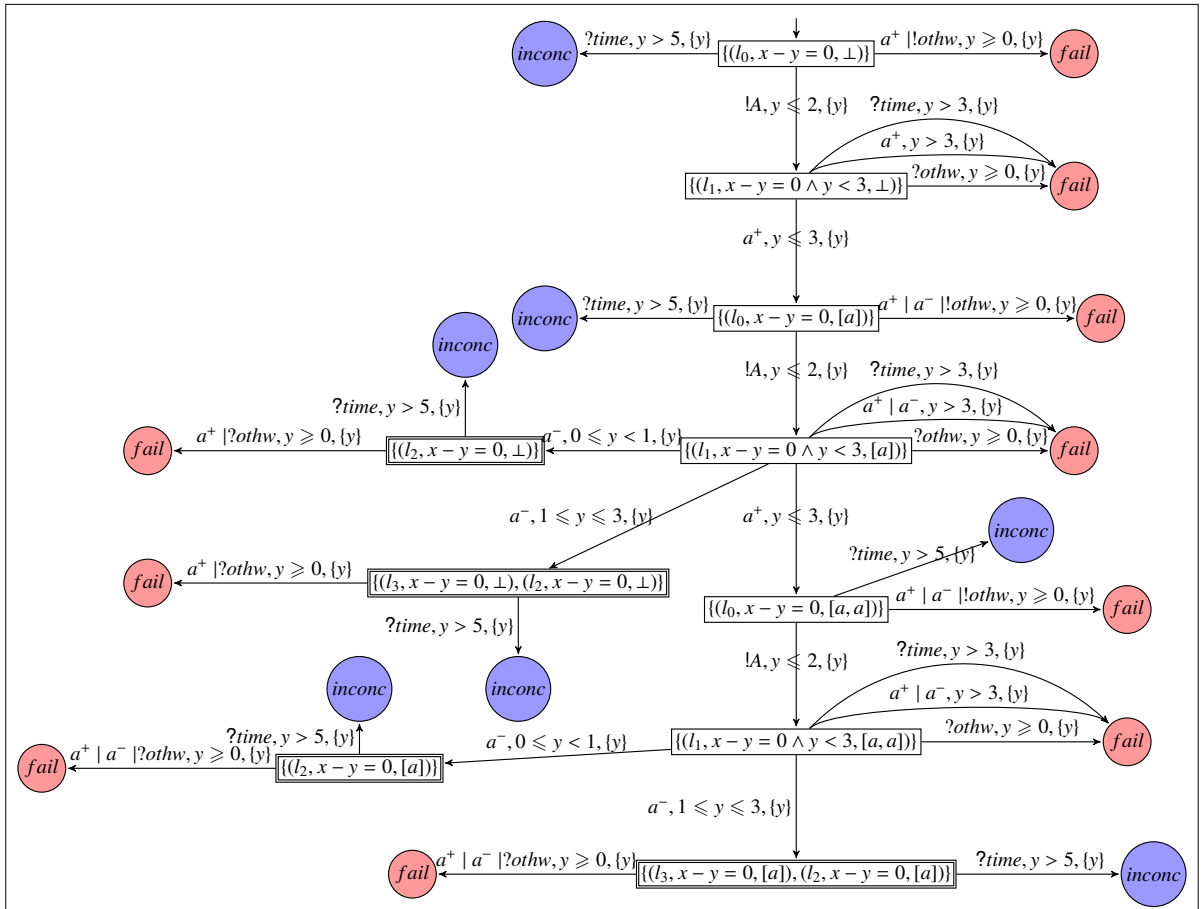 inconc
?time, y > 5, {y}
{(l₀, x − y = 0, ⊥)}
a⁺ |!othw, y ⩾ 0, {y}
fail
!A, y ⩽ 2, {y}
?time, y > 3, {y}
a⁺, y > 3, {y}
{(l₁, x − y = 0 ∧ y < 3, ⊥)}
?othw, y ⩾ 0, {y}
fail
a⁺, y ⩽ 3, {y}
inconc
?time, y > 5, {y}
{(l₀, x − y = 0, [a])}
a⁺ | a⁻ |!othw, y ⩾ 0, {y}
fail
inconc
!A, y ⩽ 2, {y}
?time, y > 3, {y}
?time, y > 5, {y}
a⁺ | a⁻, y > 3, {y}
fail
a⁺ |?othw, y ⩾ 0, {y}
{(l₂, x − y = 0, ⊥)}
a⁻, 0 ⩽ y < 1, {y}
{(l₁, x − y = 0 ∧ y < 3, [a])}
?othw, y ⩾ 0, {y}
fail
a⁻, 1 ⩽ y ⩽ 3, {y}
a⁺, y ⩽ 3, {y}
inconc
?time, y > 5, {y}
fail
a⁺ |?othw, y ⩾ 0, {y}
{(l₃, x − y = 0, ⊥), (l₂, x − y = 0, ⊥)}
{(l₀, x − y = 0, [a, a])}
a⁺ | a⁻ |!othw, y ⩾ 0, {y}
fail
?time, y > 5, {y}
!A, y ⩽ 2, {y}
?time, y > 3, {y}
inconc
inconc
a⁺ | a⁻, y > 3, {y}
?time, y > 5, {y}
a⁻, 0 ⩽ y < 1, {y}
{(l₁, x − y = 0 ∧ y < 3, [a, a])}
?othw, y ⩾ 0, {y}
fail
fail
a⁺ | a⁻ |?othw, y ⩾ 0, {y}
{(l₂, x − y = 0, [a])}
a⁻, 1 ⩽ y ⩽ 3, {y}
fail
a⁺ | a⁻ |?othw, y ⩾ 0, {y}
{(l₃, x − y = 0, [a]), (l₂, x − y = 0, [a])}
?time, y > 5, {y}
inconc